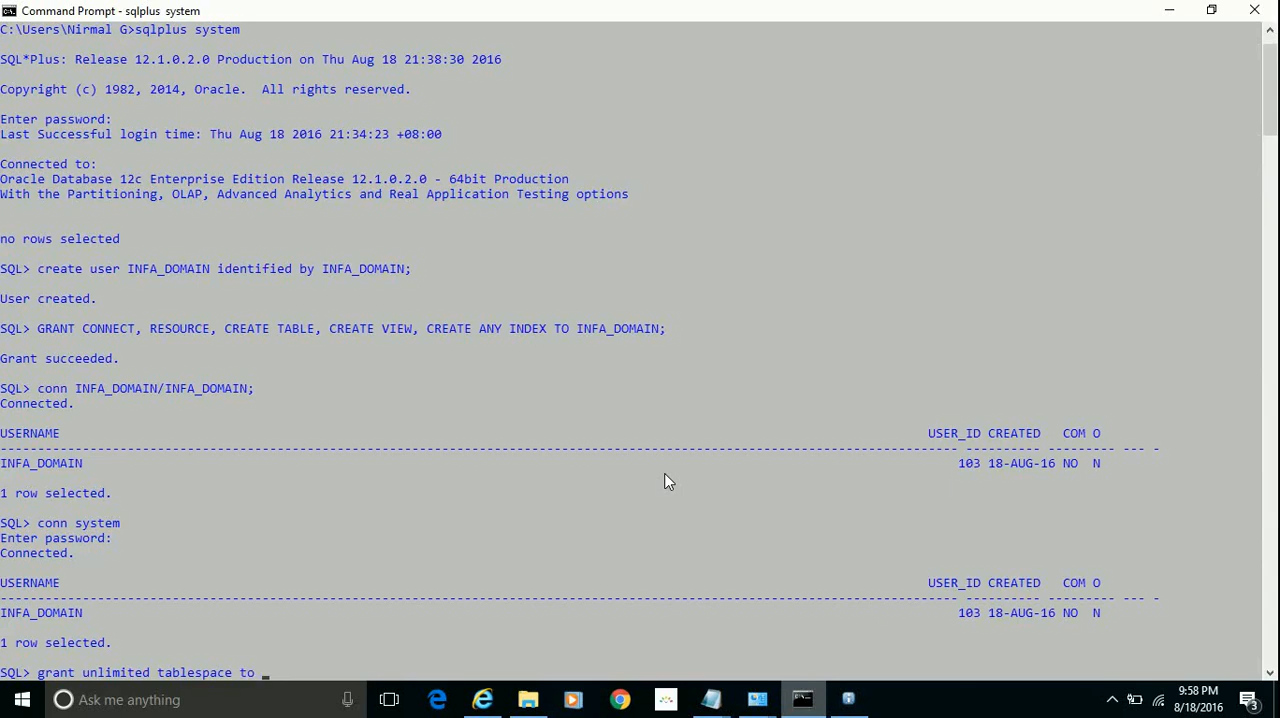 Command Prompt - sqlplus  system
C:\Users\Nirmal G>sqlplus system
SQL*Plus: Release 12.1.0.2.0 Production on Thu Aug 18 21:38:30 2016
Copyright (c) 1982, 2014, Oracle.  All rights reserved.
Enter password:
Last Successful login time: Thu Aug 18 2016 21:34:23 +08:00
Connected to:
Oracle Database 12c Enterprise Edition Release 12.1.0.2.0 - 64bit Production
With the Partitioning, OLAP, Advanced Analytics and Real Application Testing options
no rows selected
SQL> create user INFA_DOMAIN identified by INFA_DOMAIN;
User created.
SQL> GRANT CONNECT, RESOURCE, CREATE TABLE, CREATE VIEW, CREATE ANY INDEX TO INFA_DOMAIN;
Grant succeeded.
SQL> conn INFA_DOMAIN/INFA_DOMAIN;
Connected.
USERNAME USER_ID CREATED COM O
INFA_DOMAIN 103 18-AUG-16 NO N
1 row selected.
SQL> conn system
Enter password:
Connected.
USERNAME USER_ID CREATED COM O
INFA_DOMAIN 103 18-AUG-16 NO N
1 row selected.
SQL> grant unlimited tablespace to _
Ask me anything
9:58 PM
8/18/2016
3